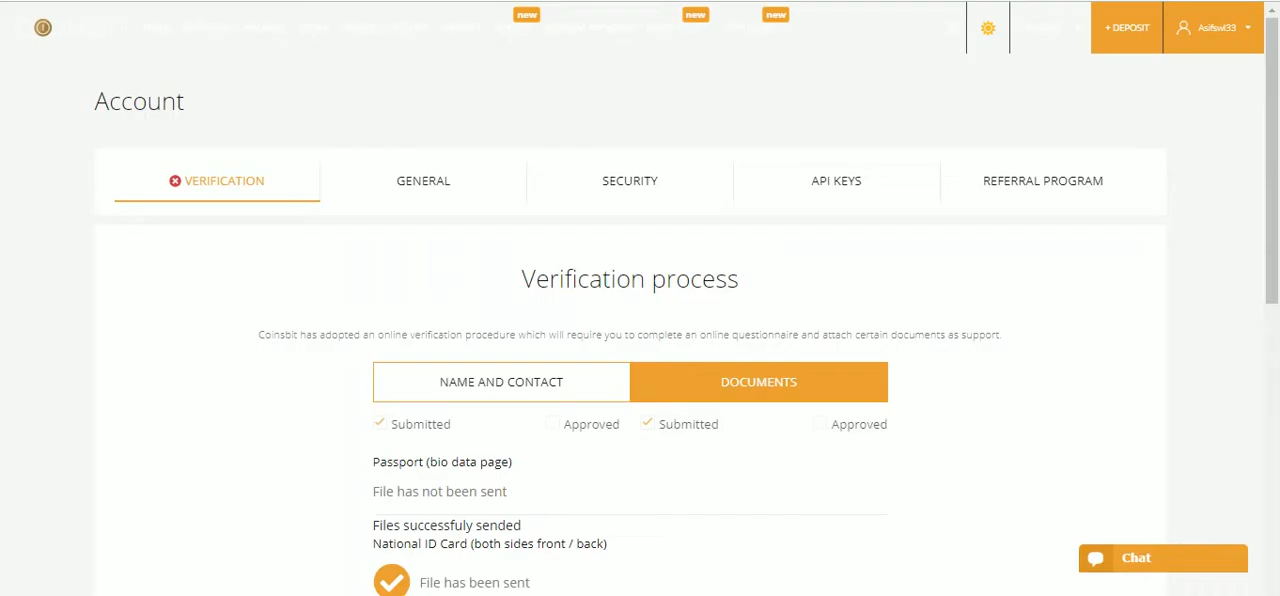 new
new
new
+ DEPOSIT
Asifswl33
Account
VERIFICATION
GENERAL
SECURITY
API KEYS
REFERRAL PROGRAM
Verification process
Coinsbit has adopted an online verification procedure which will require you to complete an online questionnaire and attach certain documents as support.
NAME AND CONTACT
DOCUMENTS
Submitted
Approved
Submitted
Approved
Passport (bio data page)
File has not been sent
Files successfuly sended
National ID Card (both sides front / back)
File has been sent
Chat